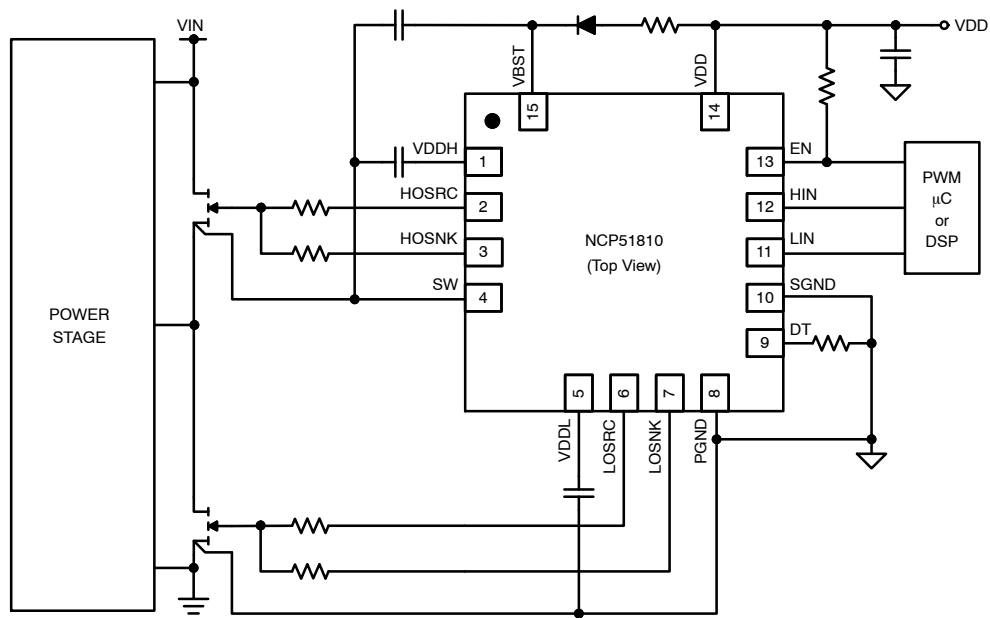 VIN
VDD
VBST
VDD
15
14
VDDH
1
EN
13
HOSRC
2
HIN
12
HOSNK
3
LIN
11
SW
4
SGND
10
DT
9
NCP51810
(Top View)
PWM
μC
or
DSP
POWER
STAGE
5
6
7
8
VDDL
LOSRC
LOSNK
PGND